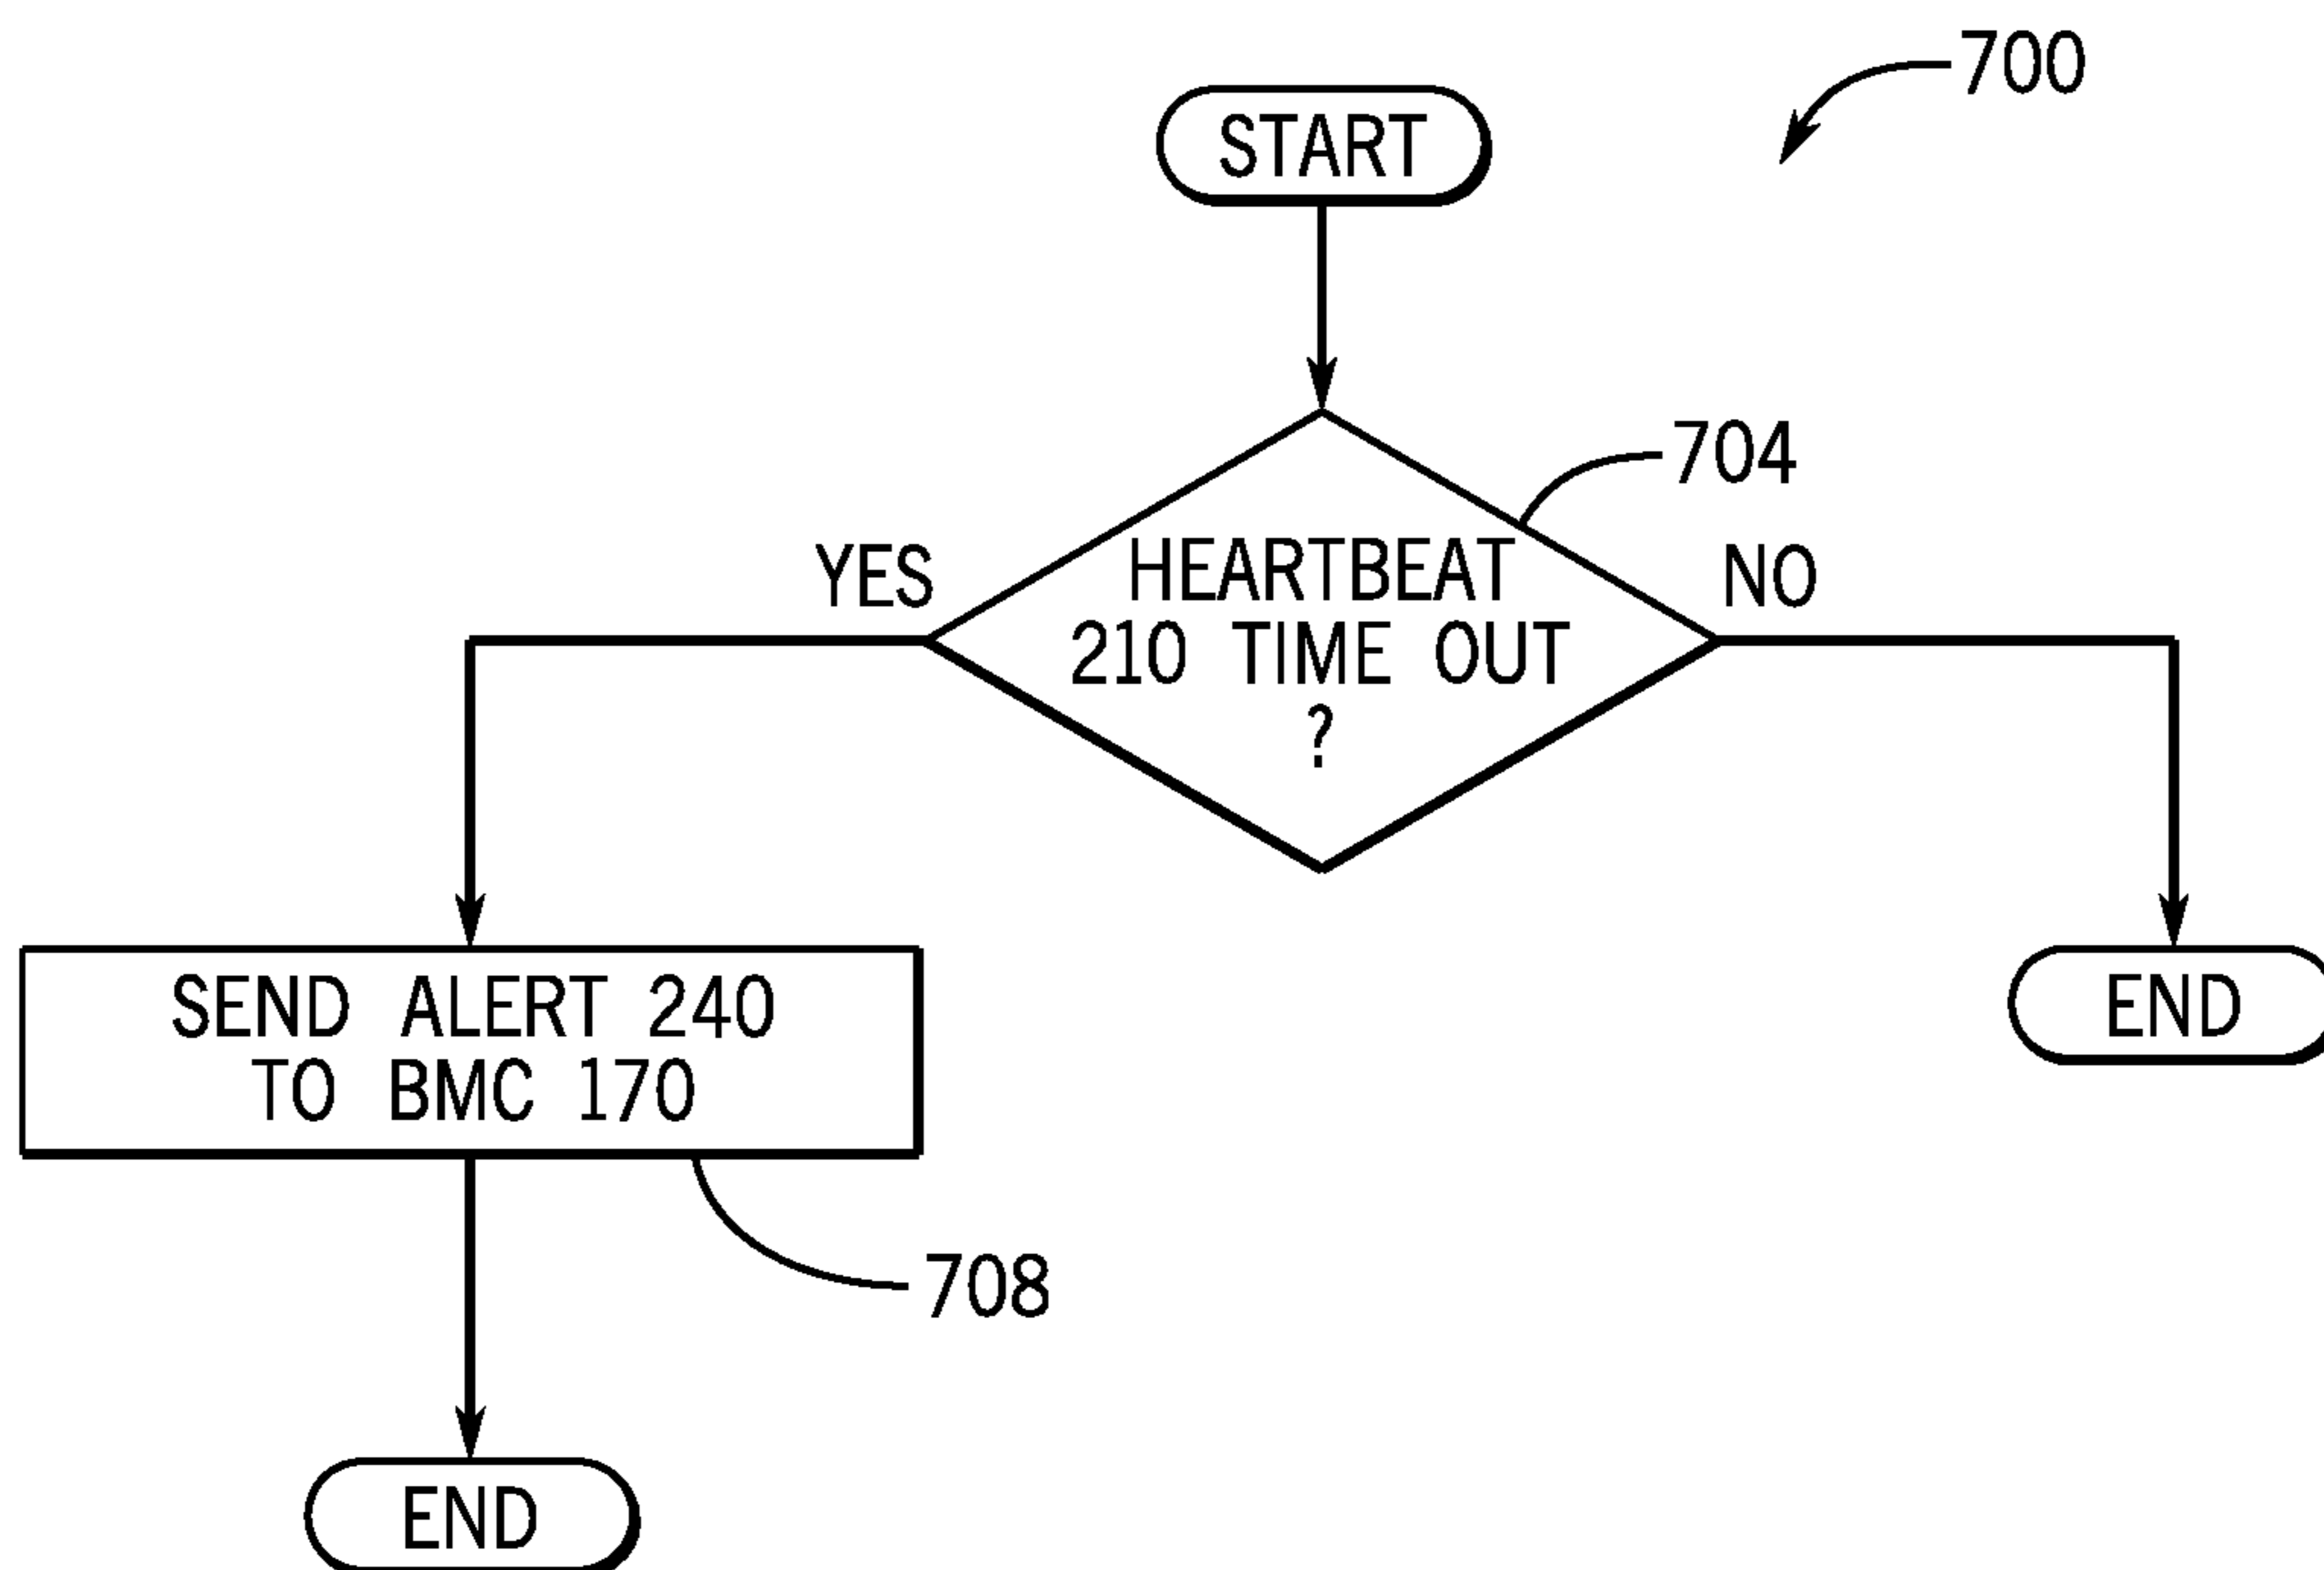 700
START
704
YES
NO
HEARTBEAT
210 TIME OUT
?
SEND ALERT 240
TO BMC 170
END
708
END